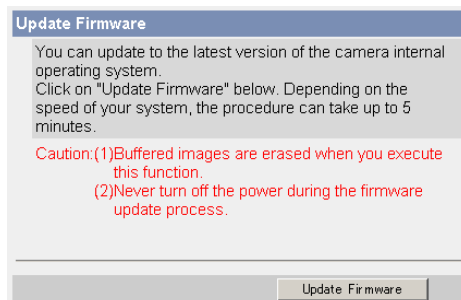 Update Firmware
You can update to the latest version of the camera internal
operating system.
Click on "Update Firmware" below. Depending on the
speed of your system, the procedure can take up to 5
minutes.
Caution:(1)Buffered images are erased when you execute
this function.
(2)Never turn off the power during the firmware
update process.
Update Firmware